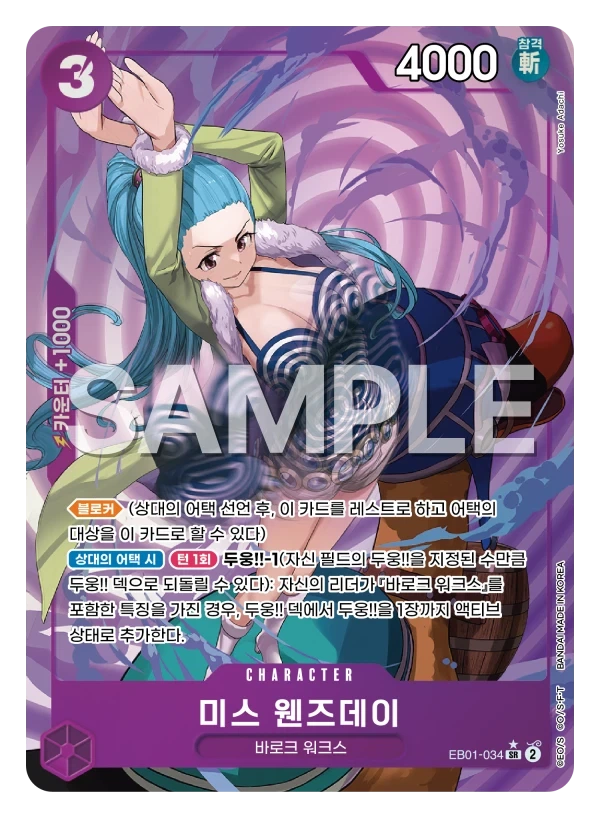 3
4000
참격
斬
Yosuke Adachi
카운터 +1000
SAMPLE
블로커 (상대의 어택 선언 후, 이 카드를 레스트로 하고 어택의
대상을 이 카드로 할 수 있다)
상대의 어택 시 턴 1회 두웅!!-1(자신 필드의 두웅!!을 지정된 수만큼
두웅!! 덱으로 되돌릴 수 있다): 자신의 리더가 『바로크 워크스』를
포함한 특징을 가진 경우, 두웅!! 덱에서 두웅!!을 1장까지 액티브
상태로 추가한다.
CHARACTER
미스 웬즈데이
바로크 워크스
EB01-034 SR 2
©EO/S ©O/S·F·T BANDAI MADE IN KOREA